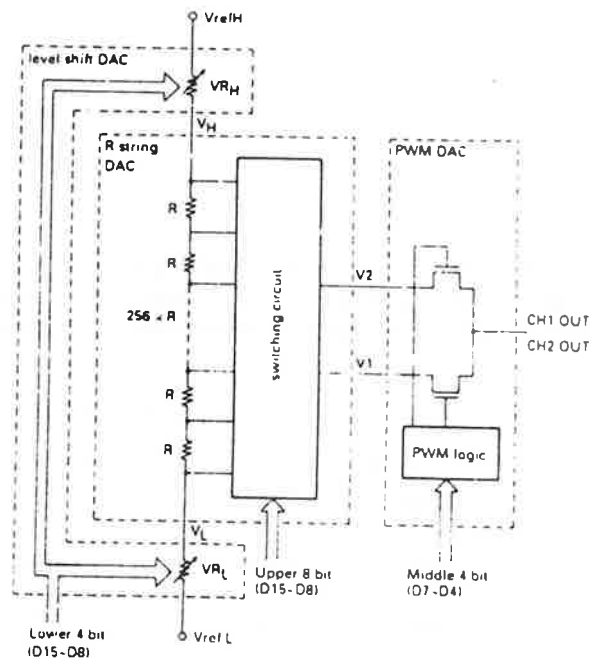 VrefH
level shift DAC
VRH
VH
R string
DAC
PWM DAC
R
R
256 × R
R
R
switching circuit
V2
V1
CH1 OUT
CH2 OUT
PWM logic
VL
VRL
Upper 8 bit
(D15-D8)
Middle 4 bit
(D7-D4)
Lower 4 bit
(D15-D8)
Vref L